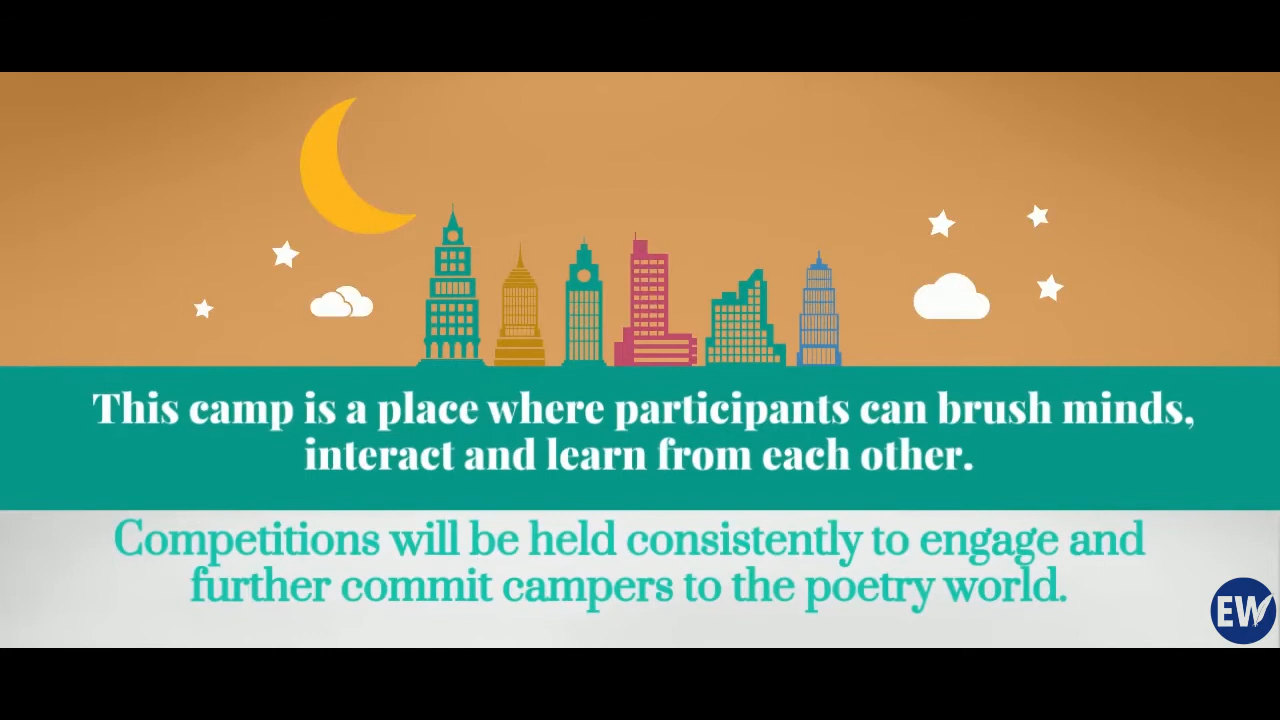 This camp is a place where participants can brush minds,
interact and learn from each other.
Competitions will be held consistently to engage and
further commit campers to the poetry world.
EW